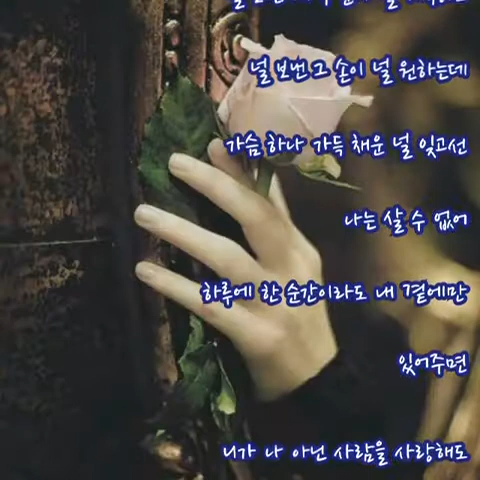 널 보낸 그 손이 널 원하는데
가슴 하나 가득 채운 널 잊고선
나는 살 수 없어
하루에 한 순간이라도 내 곁에만
있어주면
니가 나 아닌 사람을 사랑해도